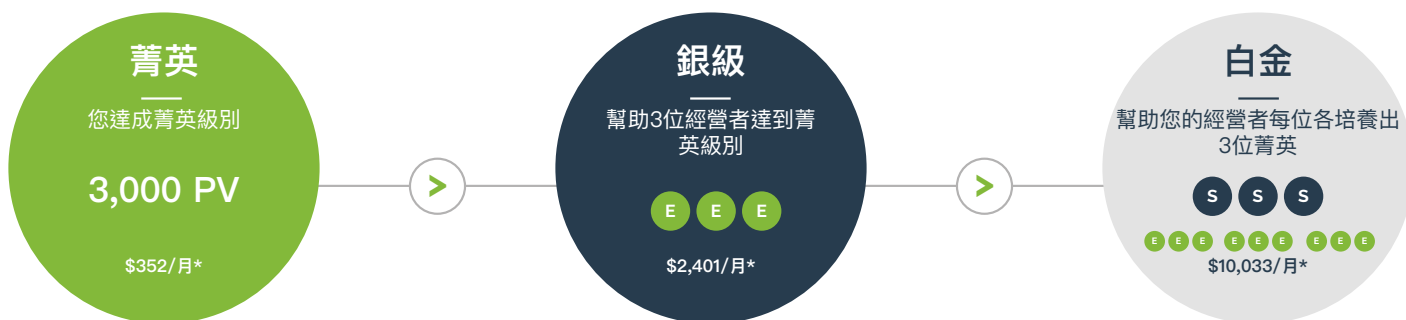 菁英
您達成菁英級別
3,000 PV
$352/月*
>
銀級
幫助3位經營者達到菁
英級別
E E E
$2,401/月*
>
白金
幫助您的經營者每位各培養出
3位菁英
S S S
E E E E E E E E E
$10,033/月*